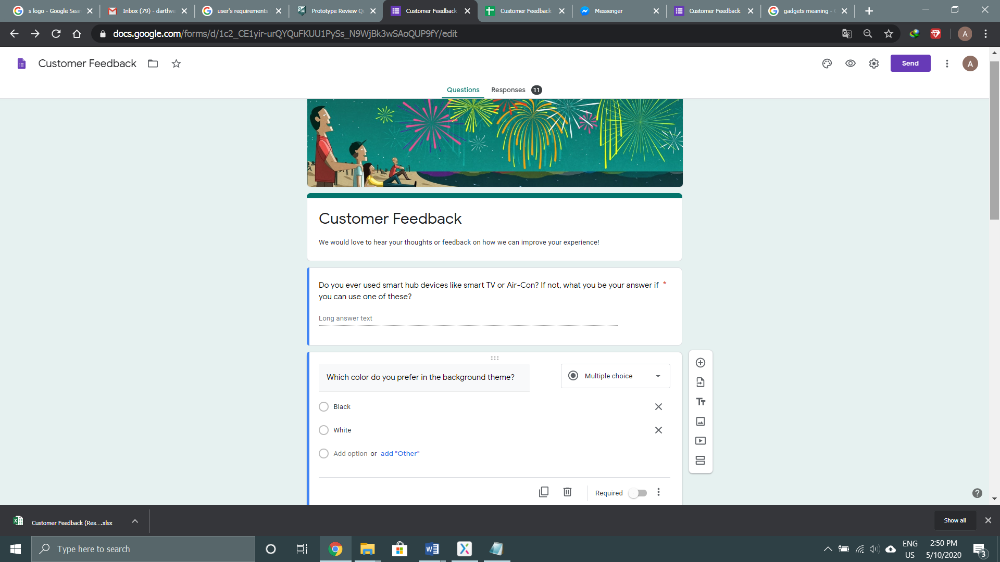 s logo - Google Sear
Inbox (79) - darthve
user's requirements
Prototype Review Q
Customer Feedback
Customer Feedback
Messenger
Customer Feedback
gadgets meaning -
docs.google.com/forms/d/1c2_CE1yir-urQYQuFKUU1PySs_N9WjBk3wSAoQUP9fY/edit
A
Customer Feedback
Send
A
Questions
Responses 11
Customer Feedback
We would love to hear your thoughts or feedback on how we can improve your experience!
Do you ever used smart hub devices like smart TV or Air-Con? If not, what you be your answer if *
you can use one of these?
Long answer text
Which color do you prefer in the background theme?
Multiple choice
Black
White
Add option or add "Other"
Required
Customer Feedback (Res....xlsx
Show all
Type here to search
ENG
US
2:50 PM
5/10/2020
3